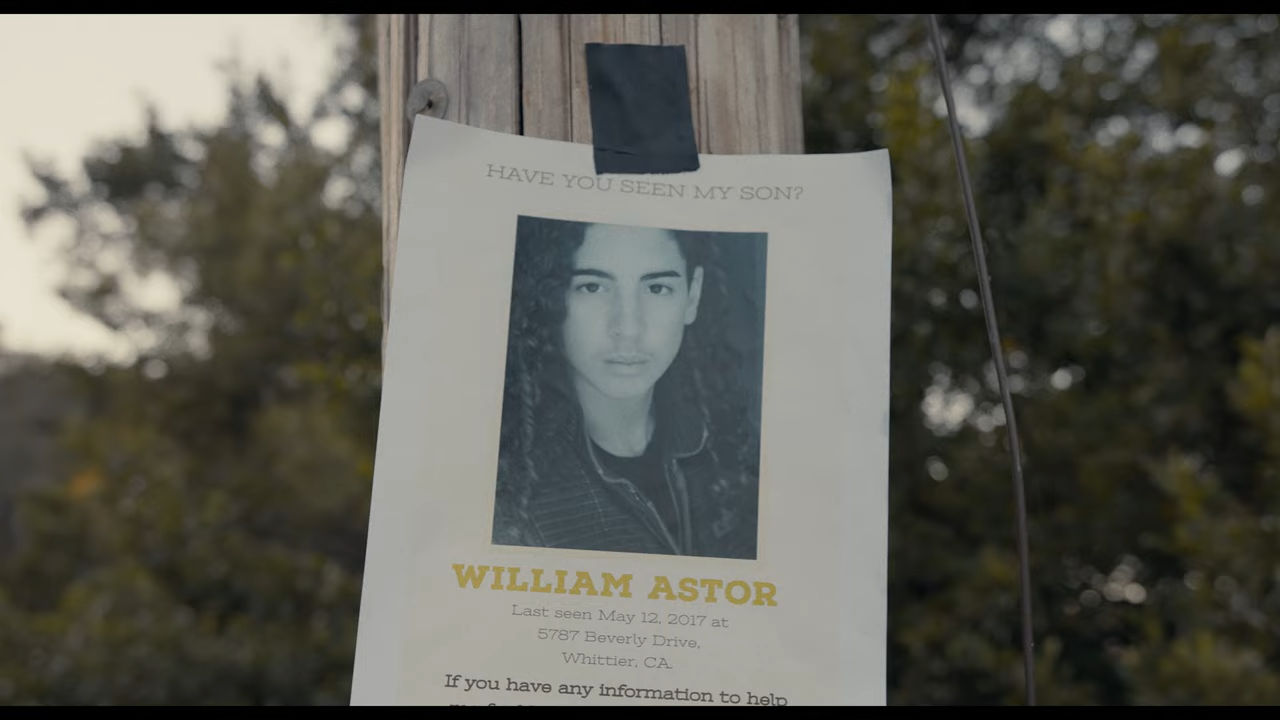 HAVE YOU SEEN MY SON?
WILLIAM ASTOR
Last seen May 12, 2017 at
5787 Beverly Drive,
Whittier, CA.
If you have any information to help